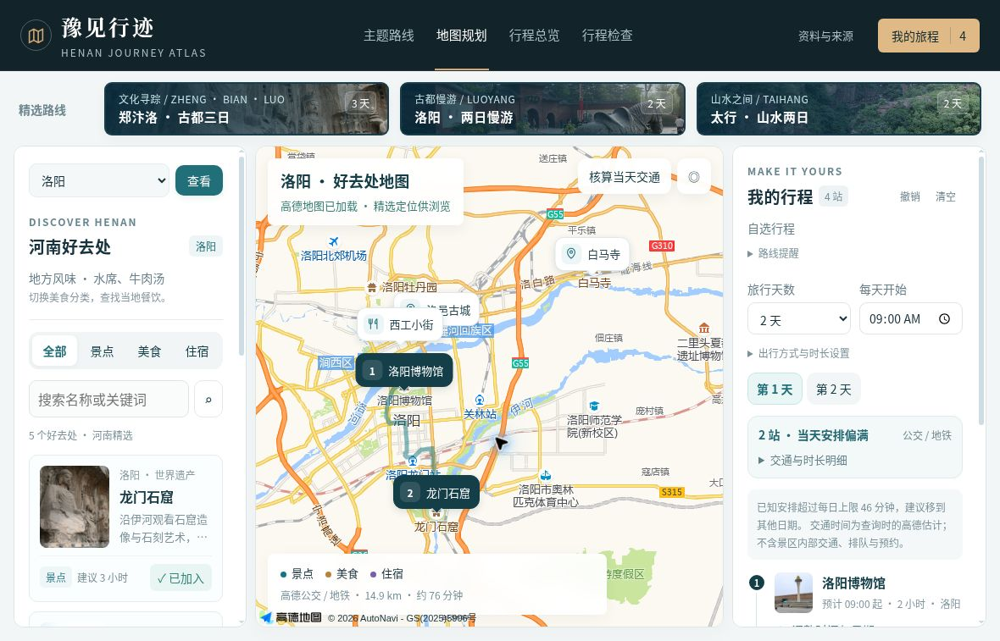 豫见行迹
HENAN JOURNEY ATLAS
主题路线
地图规划
行程总览
行程检查
资料与来源
我的旅程 4
精选路线
文化寻踪 / ZHENG · BIAN · LUO
郑汴洛 · 古都三日
3 天
古都慢游 / LUOYANG
洛阳 · 两日慢游
2 天
山水之间 / TAIHANG
太行 · 山水两日
2 天
洛阳
查看
DISCOVER HENAN
河南好去处
洛阳
地方风味 · 水席、牛肉汤
切换美食分类，查找当地餐饮。
全部
景点
美食
住宿
搜索名称或关键词
5 个好去处 · 河南精选
洛阳 · 世界遗产
龙门石窟
沿伊河观看石窟造
像与石刻艺术，…
景点
建议 3 小时
✓已加入
洛阳 · 好去处地图
高德地图已加载 · 精选定位供浏览
核算当天交通
送庄镇
G55
平乐镇
G310
洛阳北郊机场
白马寺
白马寺
陇海线
洛白路
洛阳牡丹园
邑古城
西工小街
河回族区
佃庄镇
二里头夏
遗址博物
涧西区
G55
1 洛阳博物馆
洛阳博物馆
洛阳
关林站
伊河
洛阳师范学
院(新校区)
庞村镇
寇店镇
洛阳龙门站
2 龙门石窟
龙门石窟
洛阳市奥林
匹克体育中心
S315
度假区
景点
美食
住宿
高德公交 / 地铁 · 14.9 km · 约 76 分钟
高德地图
© 2026 AutoNavi - GS(2025)5996号
MAKE IT YOURS
我的行程
4 站
撤销
清空
自选行程
路线提醒
旅行天数
每天开始
2 天
09:00 AM
出行方式与时长设置
第 1 天
第 2 天
2 站 · 当天安排偏满
公交 / 地铁
交通与时长明细
已知安排超过每日上限 46 分钟，建议移到
其他日期。 交通时间为查询时的高德估计；
不含景区内部交通、排队与预约。
1
洛阳博物馆
预计 09:00 起 · 2 小时 · 洛阳